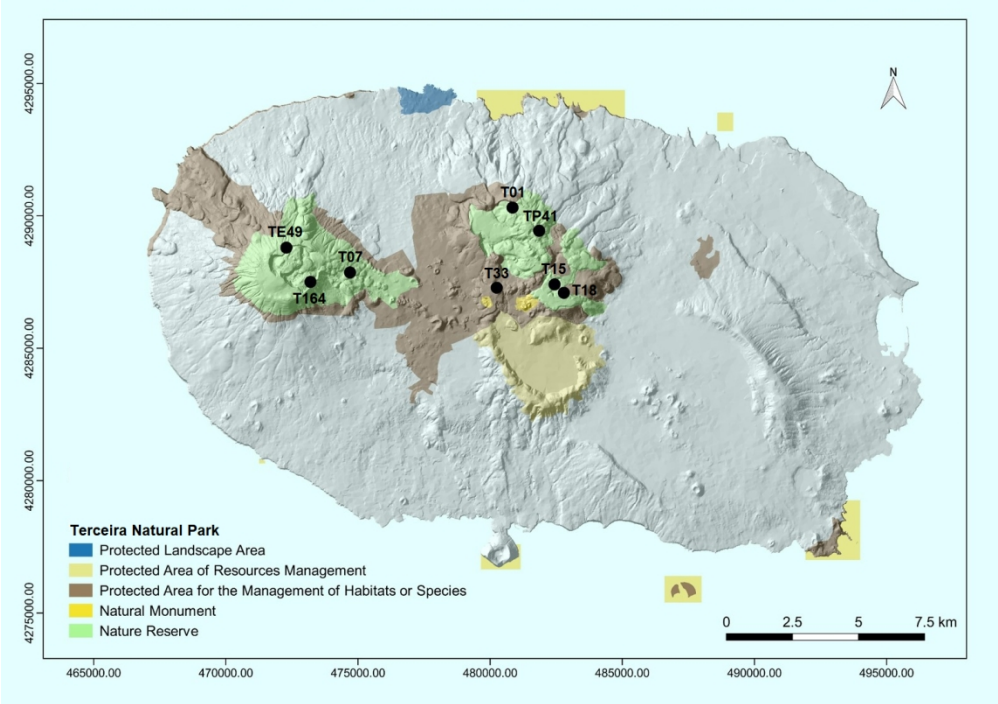 N
4295000.00
4290000.00
4285000.00
4280000.00
4275000.00
T01
TP41
TE49
T07
T33
T15
T164
T18
Terceira Natural Park
Protected Landscape Area
Protected Area of Resources Management
Protected Area for the Management of Habitats or Species
Natural Monument
Nature Reserve
0 2.5 5 7.5 km
465000.00 470000.00 475000.00 480000.00 485000.00 490000.00 495000.00